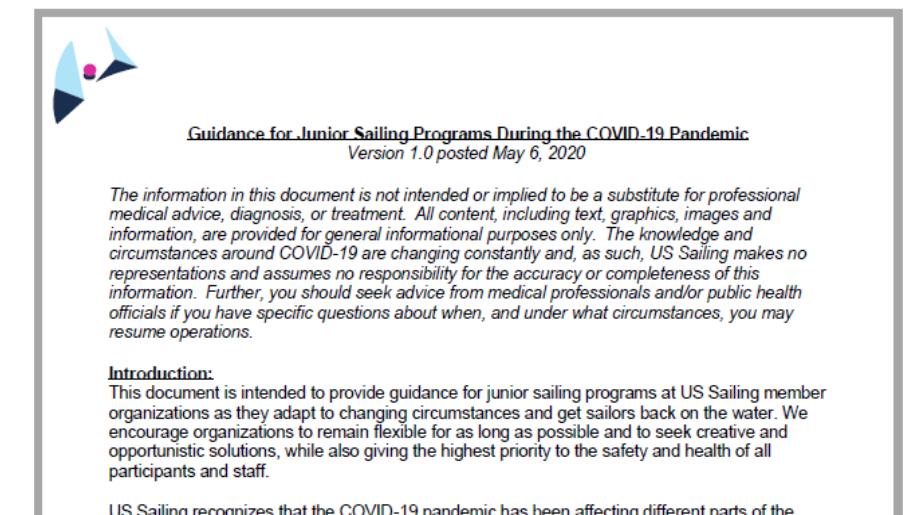 Guidance for Junior Sailing Programs During the COVID-19 Pandemic
Version 1.0 posted May 6, 2020
The information in this document is not intended or implied to be a substitute for professional
medical advice, diagnosis, or treatment. All content, including text, graphics, images and
information, are provided for general informational purposes only. The knowledge and
circumstances around COVID-19 are changing constantly and, as such, US Sailing makes no
representations and assumes no responsibility for the accuracy or completeness of this
information. Further, you should seek advice from medical professionals and/or public health
officials if you have specific questions about when, and under what circumstances, you may
resume operations.
Introduction:
This document is intended to provide guidance for junior sailing programs at US Sailing member
organizations as they adapt to changing circumstances and get sailors back on the water. We
encourage organizations to remain flexible for as long as possible and to seek creative and
opportunistic solutions, while also giving the highest priority to the safety and health of all
participants and staff.
US Sailing recognizes that the COVID-19 pandemic has been affecting different parts of the